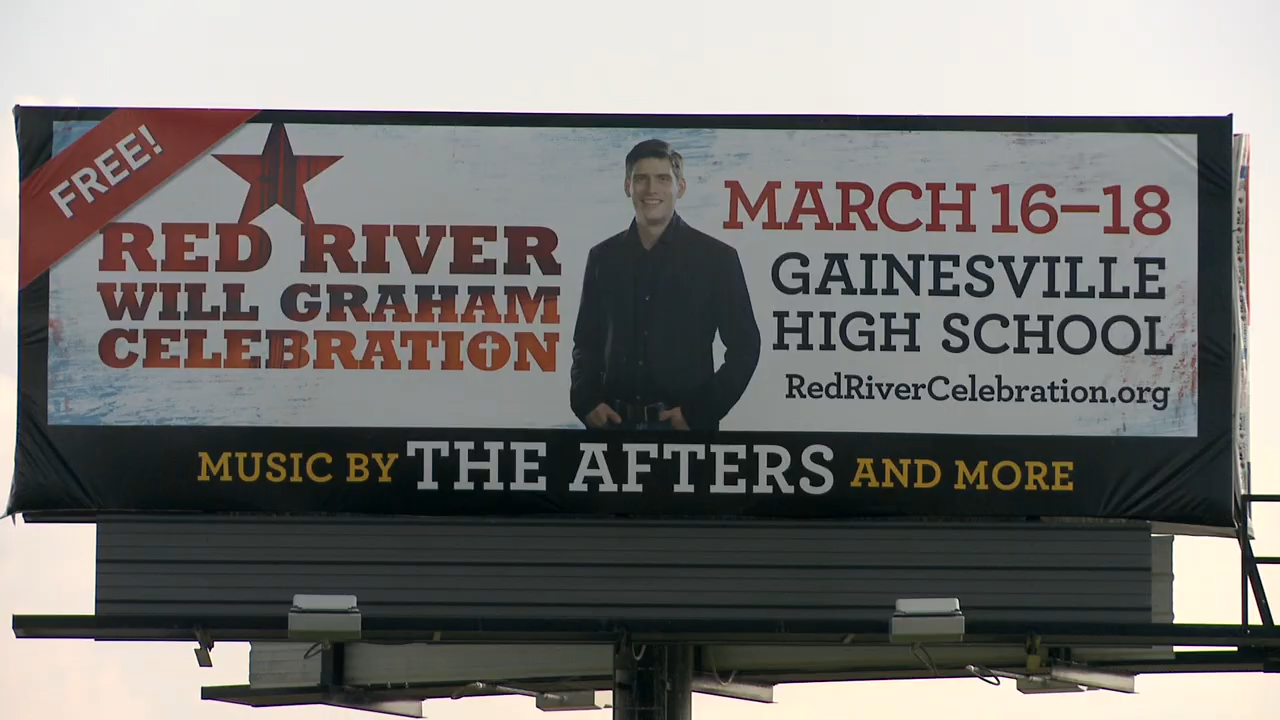 FREE!
RED RIVER
WILL GRAHAM
CELEBRATION
MARCH 16–18
GAINESVILLE
HIGH SCHOOL
RedRiverCelebration.org
MUSIC BY THE AFTERS AND MORE